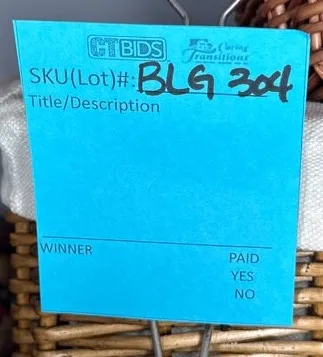 CTBIDS Caring Transitions
SKU(Lot)#: BLG 304
Title/Description
WINNER PAID
YES
NO